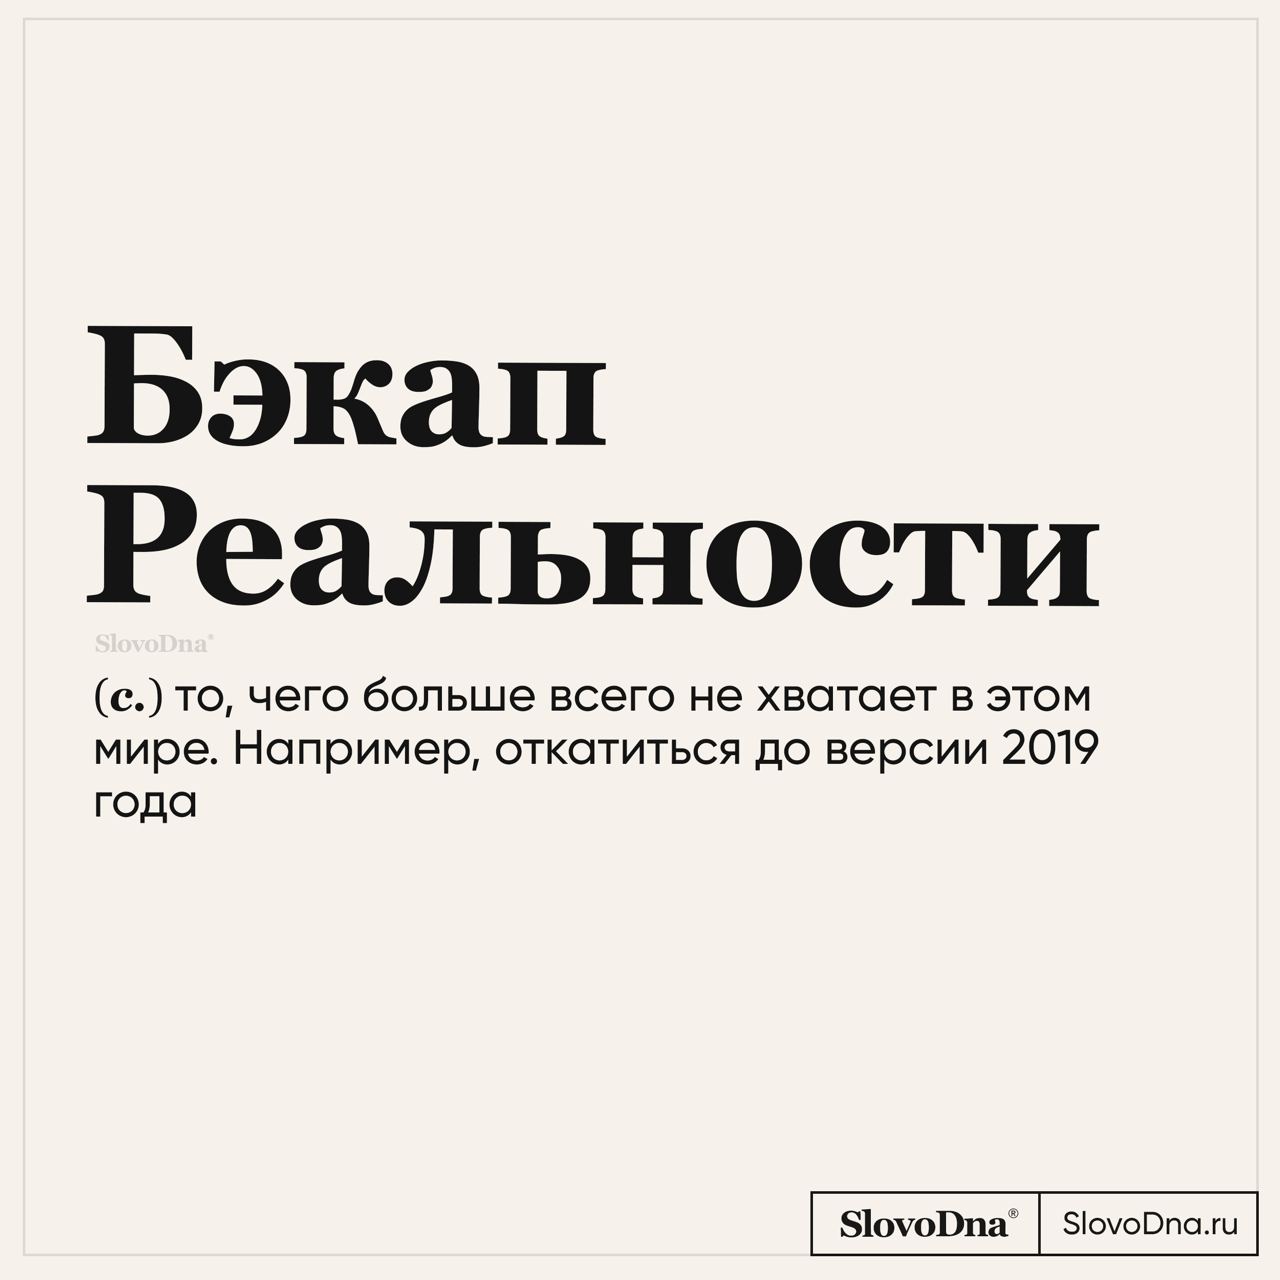 Бэкап
Реальности
SlovoDna®
(с.) то, чего больше всего не хватает в этом
мире. Например, откатиться до версии 2019
года
SlovoDna® SlovoDna.ru